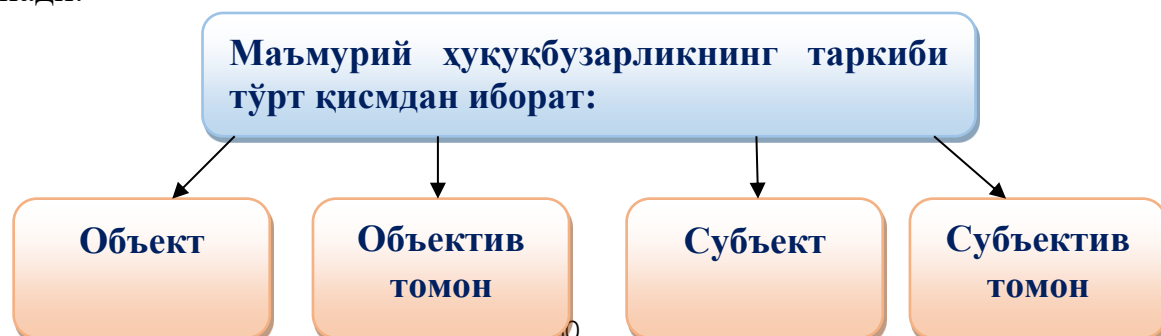 Маъмурий ҳуқуқбузарликнинг таркиби
тўрт қисмдан иборат:
Объект
Объектив
томон
Субъект
Субъектив
томон